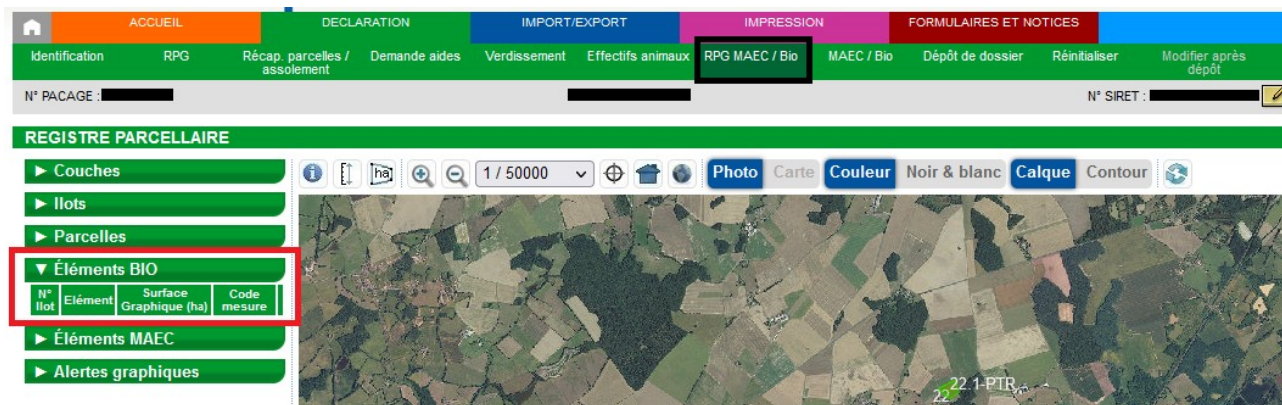 ACCUEIL DECLARATION IMPORT/EXPORT IMPRESSION FORMULAIRES ET NOTICES
Identification RPG Récap. parcelles / assolement Demande aides Verdissement Effectifs animaux RPG MAEC / Bio MAEC / Bio Dépôt de dossier Réinitialiser Modifier après dépôt
N° PACAGE : N° SIRET :
REGISTRE PARCELLAIRE
► Couches
ha 1 / 50000 Photo Carte Couleur Noir & blanc Calque Contour
► Ilots
► Parcelles
▼ Éléments BIO
N° Ilot Elément Surface Graphique (ha) Code mesure
► Éléments MAEC
► Alertes graphiques
22 22.1-PTR